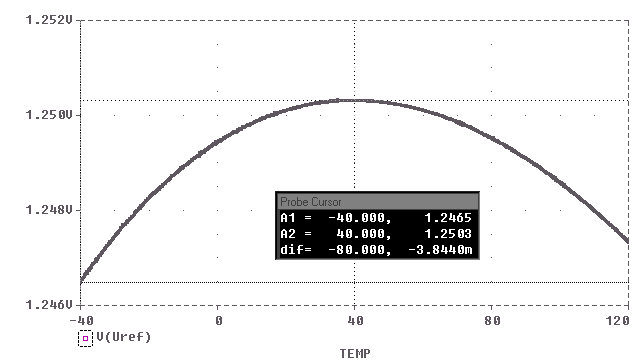 1.252V
1.250V
1.248V
1.246V
Probe Cursor
A1 = -40.000, 1.2465
A2 = 40.000, 1.2503
dif= -80.000, -3.8440m
-40 0 40 80 120
V(Uref)
TEMP